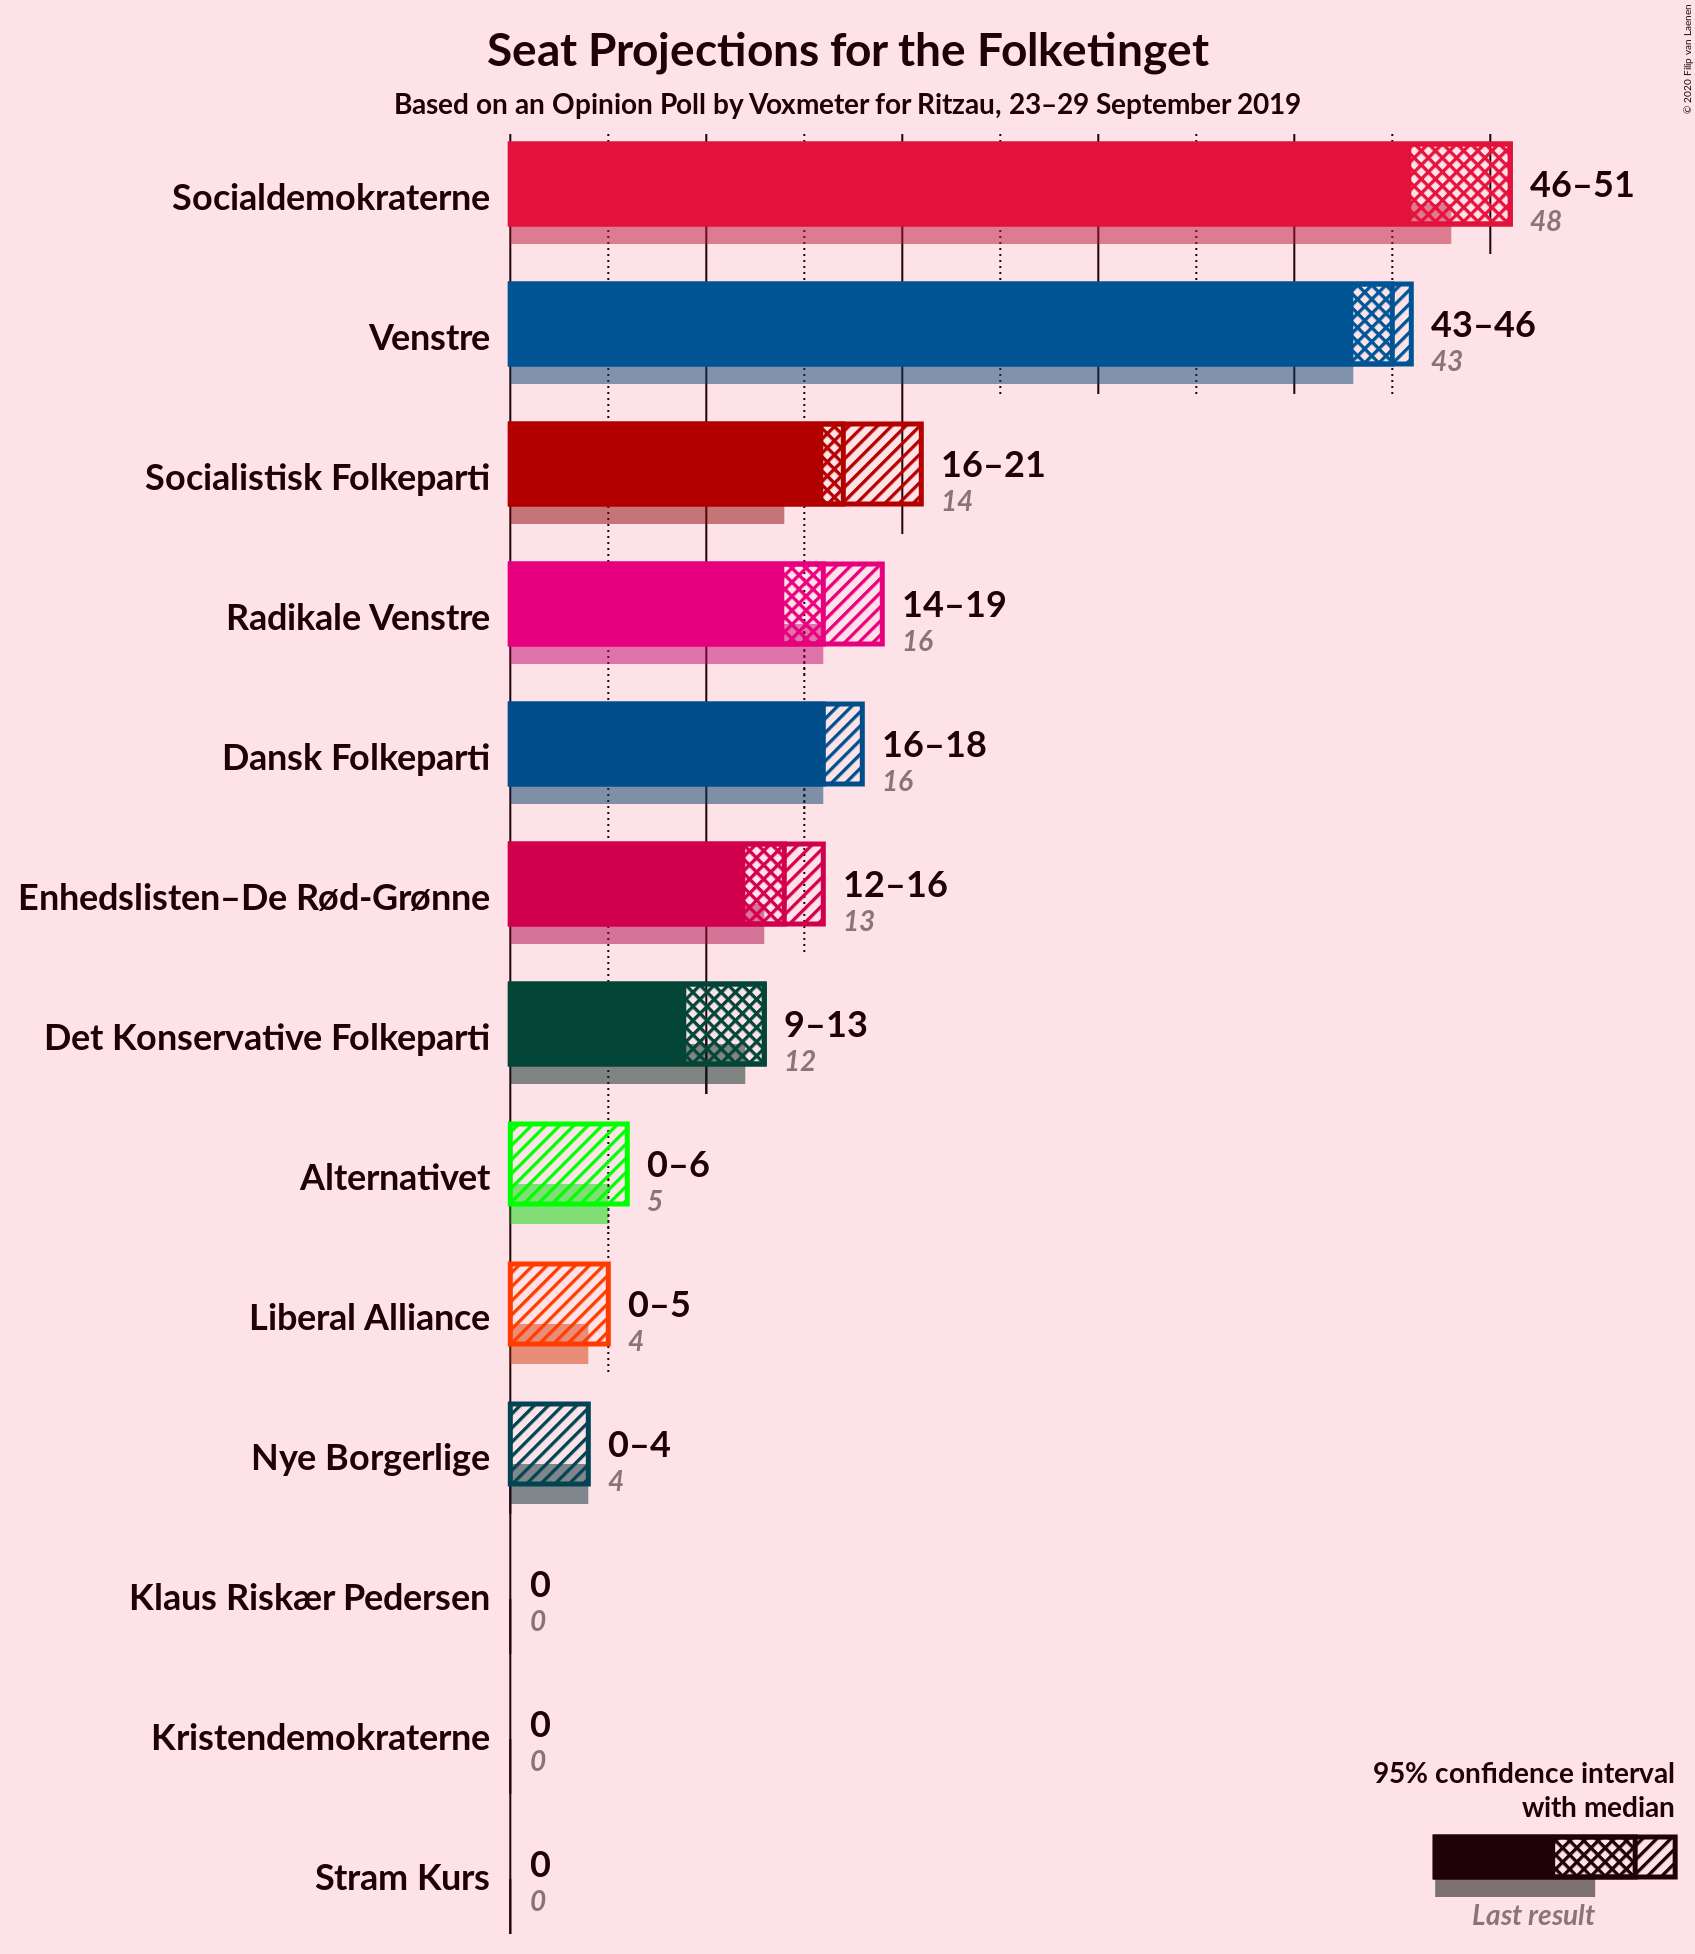 Seat Projections for the Folketinget
Based on an Opinion Poll by Voxmeter for Ritzau, 23–29 September 2019
© 2020 Filip van Laenen
Socialdemokraterne
46–51
48
Venstre
43–46
43
Socialistisk Folkeparti
16–21
14
Radikale Venstre
14–19
16
Dansk Folkeparti
16–18
16
Enhedslisten–De Rød-Grønne
12–16
13
Det Konservative Folkeparti
9–13
12
Alternativet
0–6
5
Liberal Alliance
0–5
4
Nye Borgerlige
0–4
4
Klaus Riskær Pedersen
0
0
Kristendemokraterne
0
0
Stram Kurs
0
0
95% confidence interval
with median
Last result